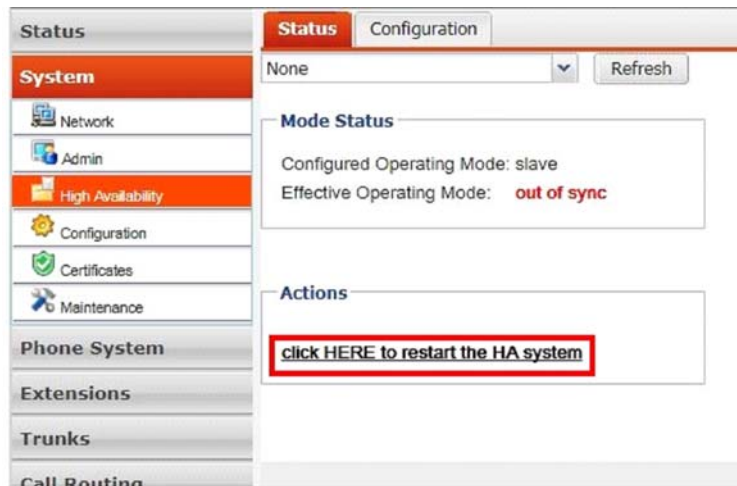 Status
System
Network
Admin
High Availability
Configuration
Certificates
Maintenance
Phone System
Extensions
Trunks
Call Routing
Status Configuration
None Refresh
Mode Status
Configured Operating Mode: slave
Effective Operating Mode: out of sync
Actions
click HERE to restart the HA system